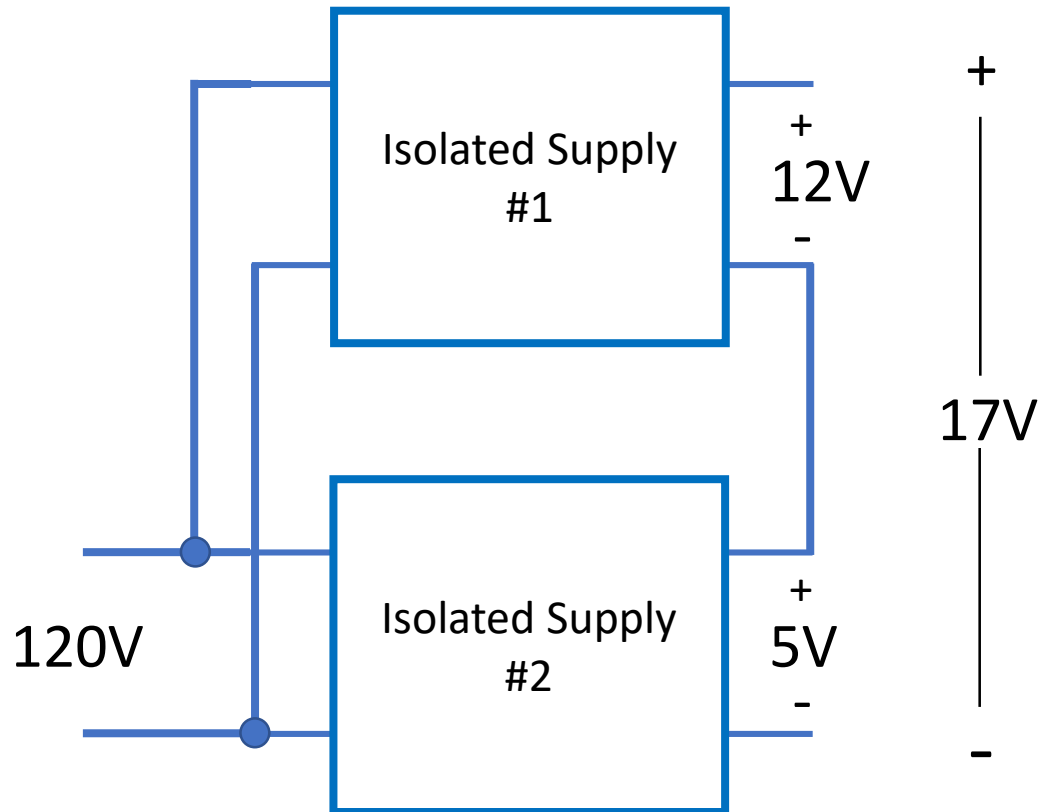 Isolated Supply
#1
+
12V
-
+
17V
-
120V
Isolated Supply
#2
+
5V
-